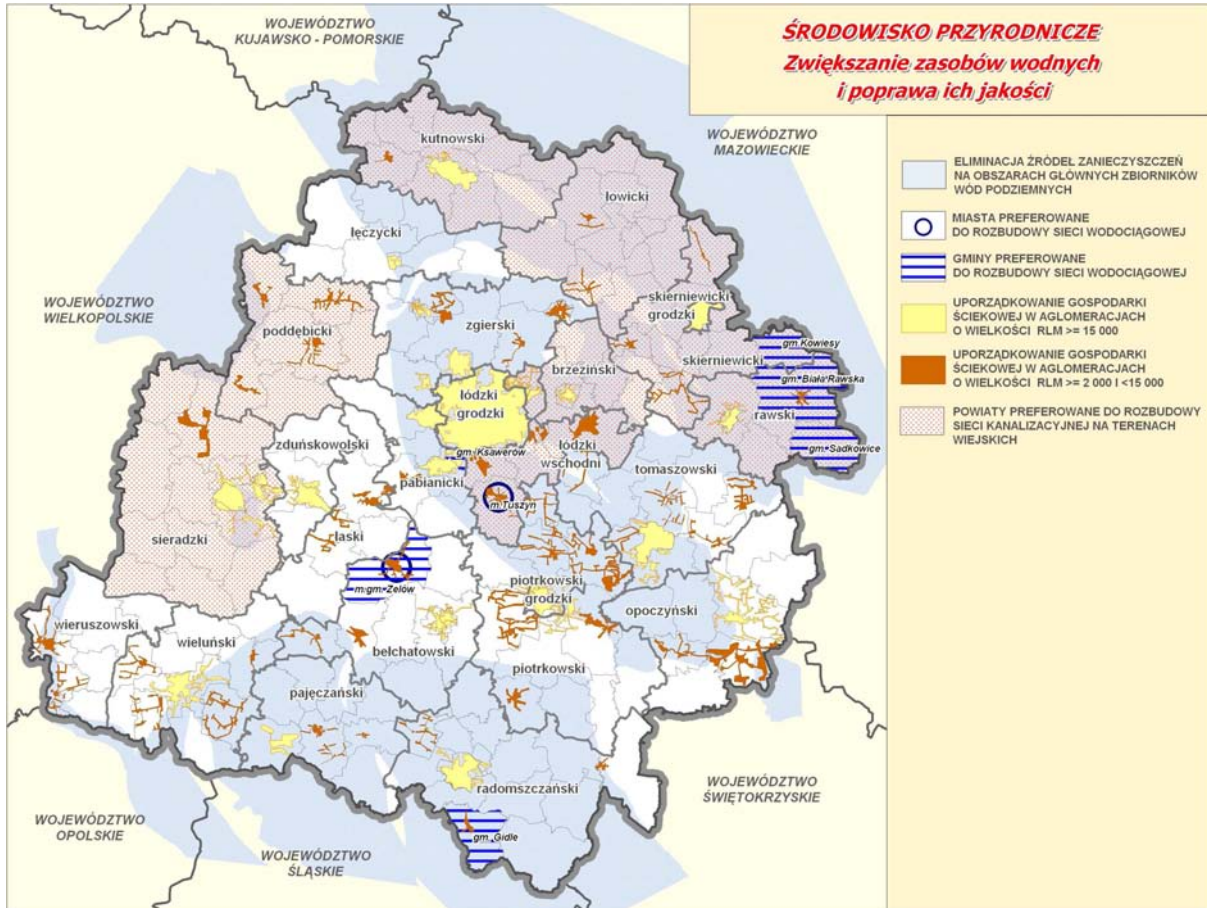 ŚRODOWISKO PRZYRODNICZE
Zwiększanie zasobów wodnych
i poprawa ich jakości
WOJEWÓDZTWO
KUJAWSKO - POMORSKIE
WOJEWÓDZTWO
MAZOWIECKIE
WOJEWÓDZTWO
WIELKOPOLSKIE
WOJEWÓDZTWO
OPOLSKIE
WOJEWÓDZTWO
ŚLĄSKIE
WOJEWÓDZTWO
ŚWIĘTOKRZYSKIE
kutnowski
łowicki
łęczycki
skierniewicki
grodzki
zgierski
poddębicki
gm. Kowiesy
skierniewicki
brzeziński
gm. Biała Rawska
łódzki
grodzki
rawski
zduńskowolski
gm. Ksawerów
łódzki
wschodni
gm. Sadkowice
tomaszowski
pabianicki
m. Tuszyn
sieradzki
łaski
m. gm. Zelów
piotrkowski
grodzki
opoczyński
wieruszowski
wieluński
bełchatowski
piotrkowski
pajęczański
radomszczański
gm. Gidle
ELIMINACJA ŹRÓDEŁ ZANIECZYSZCZEŃ
NA OBSZARACH GŁÓWNYCH ZBIORNIKÓW
WÓD PODZIEMNYCH
MIASTA PREFEROWANE
DO ROZBUDOWY SIECI WODOCIĄGOWEJ
GMINY PREFEROWANE
DO ROZBUDOWY SIECI WODOCIĄGOWEJ
UPORZĄDKOWANIE GOSPODARKI
ŚCIEKOWEJ W AGLOMERACJACH
O WIELKOŚCI RLM >= 15 000
UPORZĄDKOWANIE GOSPODARKI
ŚCIEKOWEJ W AGLOMERACJACH
O WIELKOŚCI RLM >= 2 000 I <15 000
POWIATY PREFEROWANE DO ROZBUDOWY
SIECI KANALIZACYJNEJ NA TERENACH
WIEJSKICH